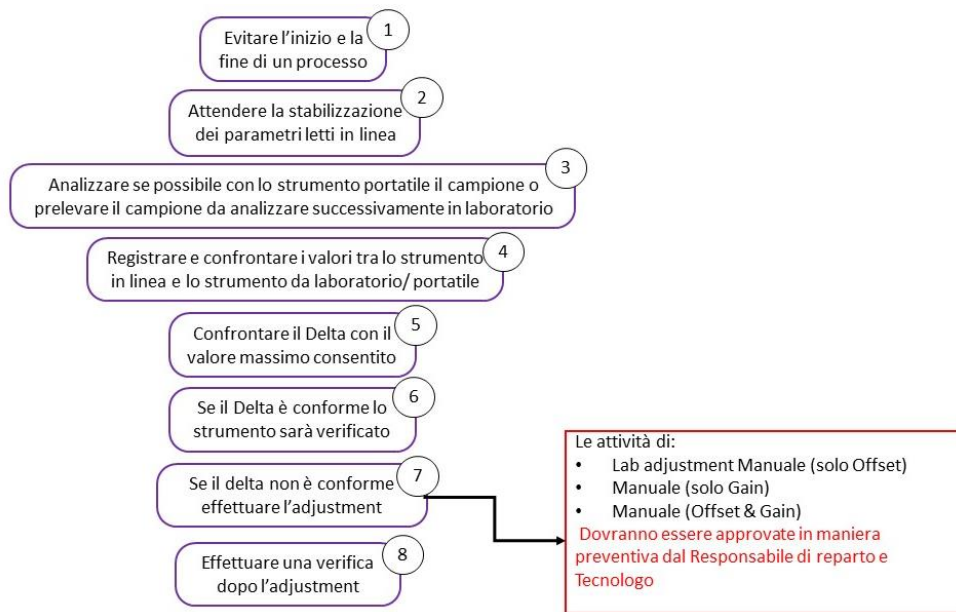 1
Evitare l'inizio e la
fine di un processo
2
Attendere la stabilizzazione
dei parametri letti in linea
3
Analizzare se possibile con lo strumento portatile il campione o
prelevare il campione da analizzare successivamente in laboratorio
4
Registrare e confrontare i valori tra lo strumento
in linea e lo strumento da laboratorio/ portatile
5
Confrontare il Delta con il
valore massimo consentito
6
Se il Delta è conforme lo
strumento sarà verificato
7
Se il delta non è conforme
effettuare l'adjustment
8
Effettuare una verifica
dopo l'adjustment
Le attività di:
• Lab adjustment Manuale (solo Offset)
• Manuale (solo Gain)
• Manuale (Offset & Gain)
Dovranno essere approvate in maniera
preventiva dal Responsabile di reparto e
Tecnologo